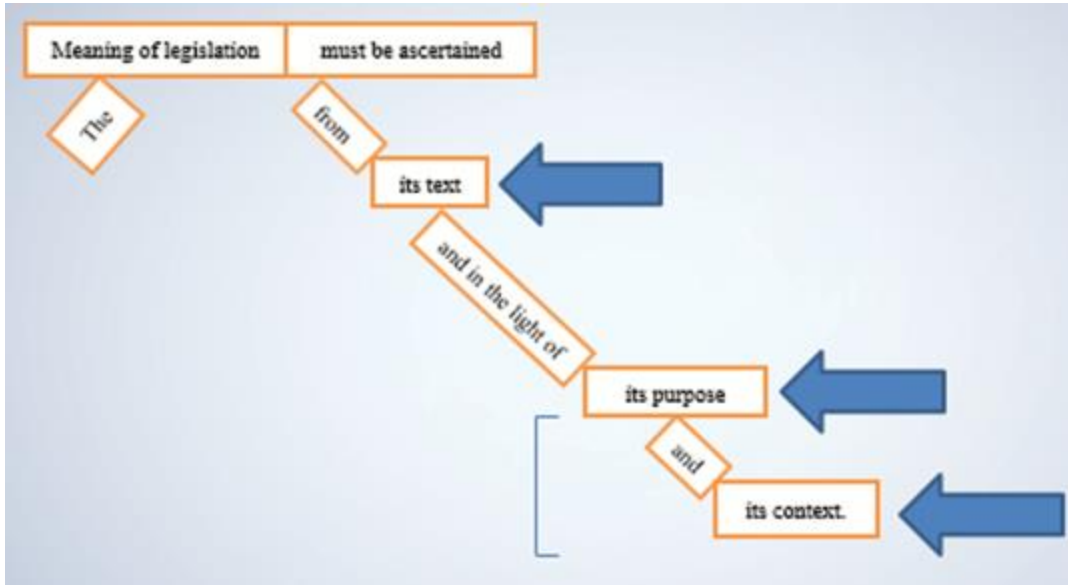 The
Meaning of legislation
must be ascertained
from
its text
and in the light of
its purpose
and
its context.